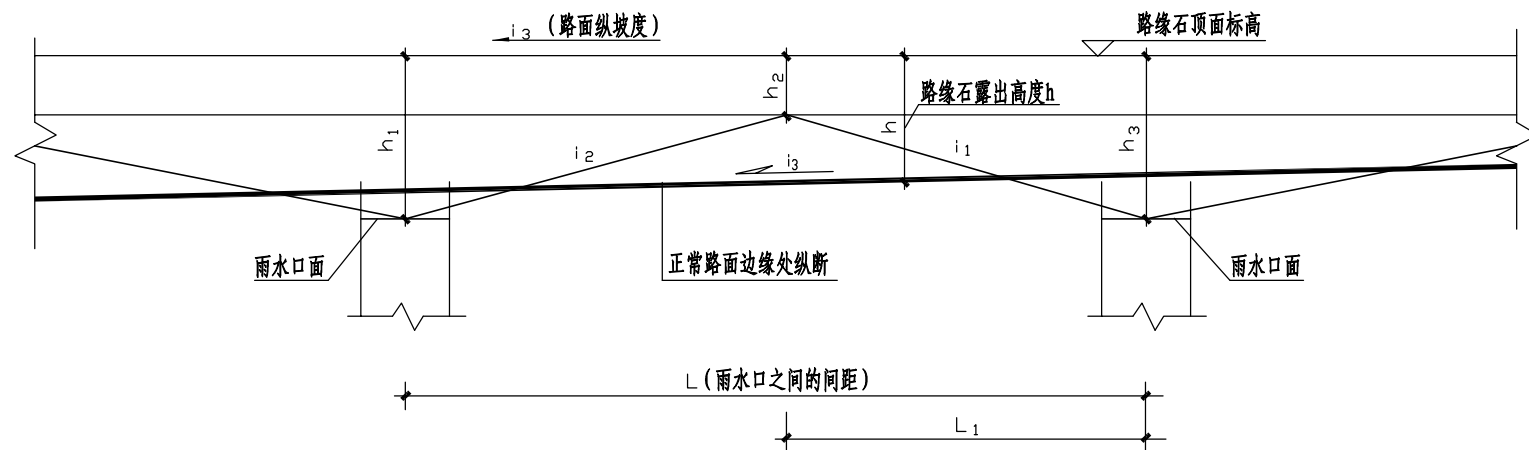 i3 (路面纵坡度)
路缘石顶面标高
h2
路缘石露出高度h
h1
h
h3
i2
i1
i3
雨水口面
正常路面边缘处纵断
雨水口面
L(雨水口之间的间距)
L1